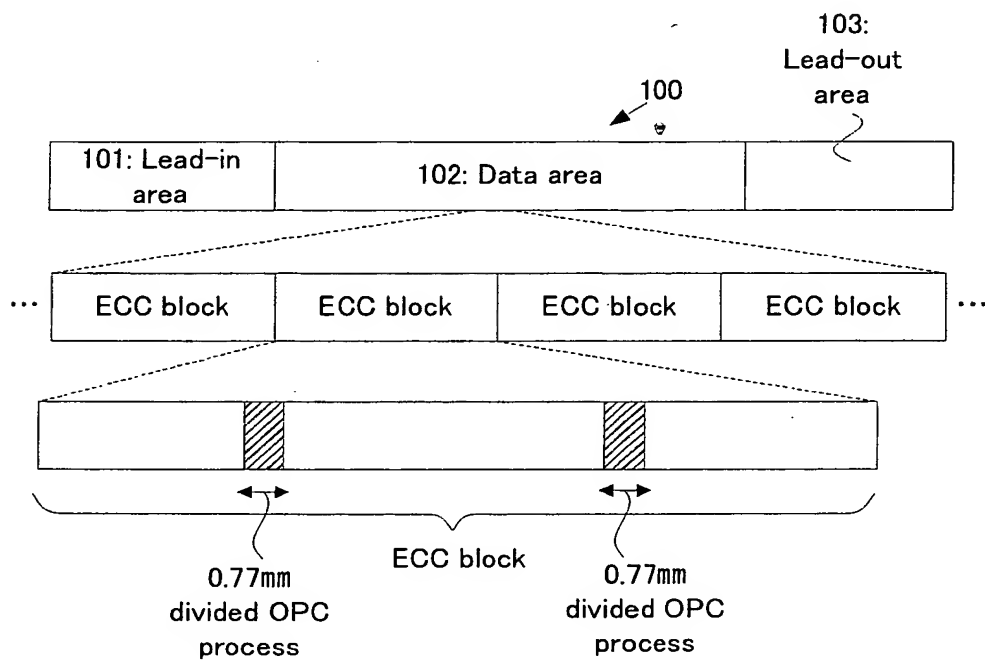 103:
Lead-out
area
100
101: Lead-in
area
102: Data area
... ECC block ECC block ECC block ECC block ...
ECC block
0.77mm
divided OPC
process
0.77mm
divided OPC
process